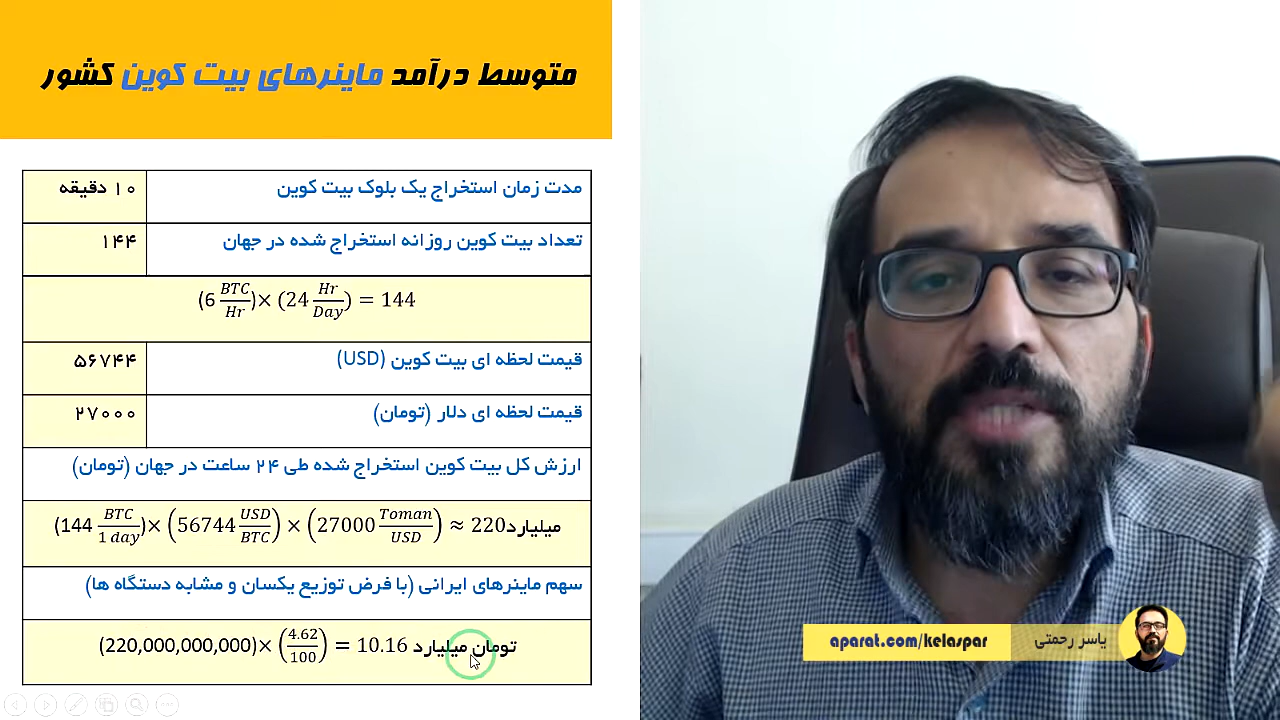 متوسط درآمد ماینرهای بیت کوین کشور
مدت زمان استخراج یک بلوک بیت کوین
۱۰ دقیقه
تعداد بیت کوین روزانه استخراج شده در جهان
۱۴۴
(6 BTC/Hr)× (24 Hr/Day) = 144
قیمت لحظه ای بیت کوین (USD)
۵۶۷۴۴
قیمت لحظه ای دلار (تومان)
۲۷۰۰۰
ارزش کل بیت کوین استخراج شده طی ۲۴ ساعت در جهان (تومان)
(144 BTC/1 day)× (56744 USD/BTC) × (27000 Toman/USD) ≈ 220میلیارد
سهم ماینرهای ایرانی (با فرض توزیع یکسان و مشابه دستگاه ها)
(220,000,000,000)× (4.62/100) = 10.16 تومان میلیارد
aparat.com/kelaspar
یاسر رحمتی